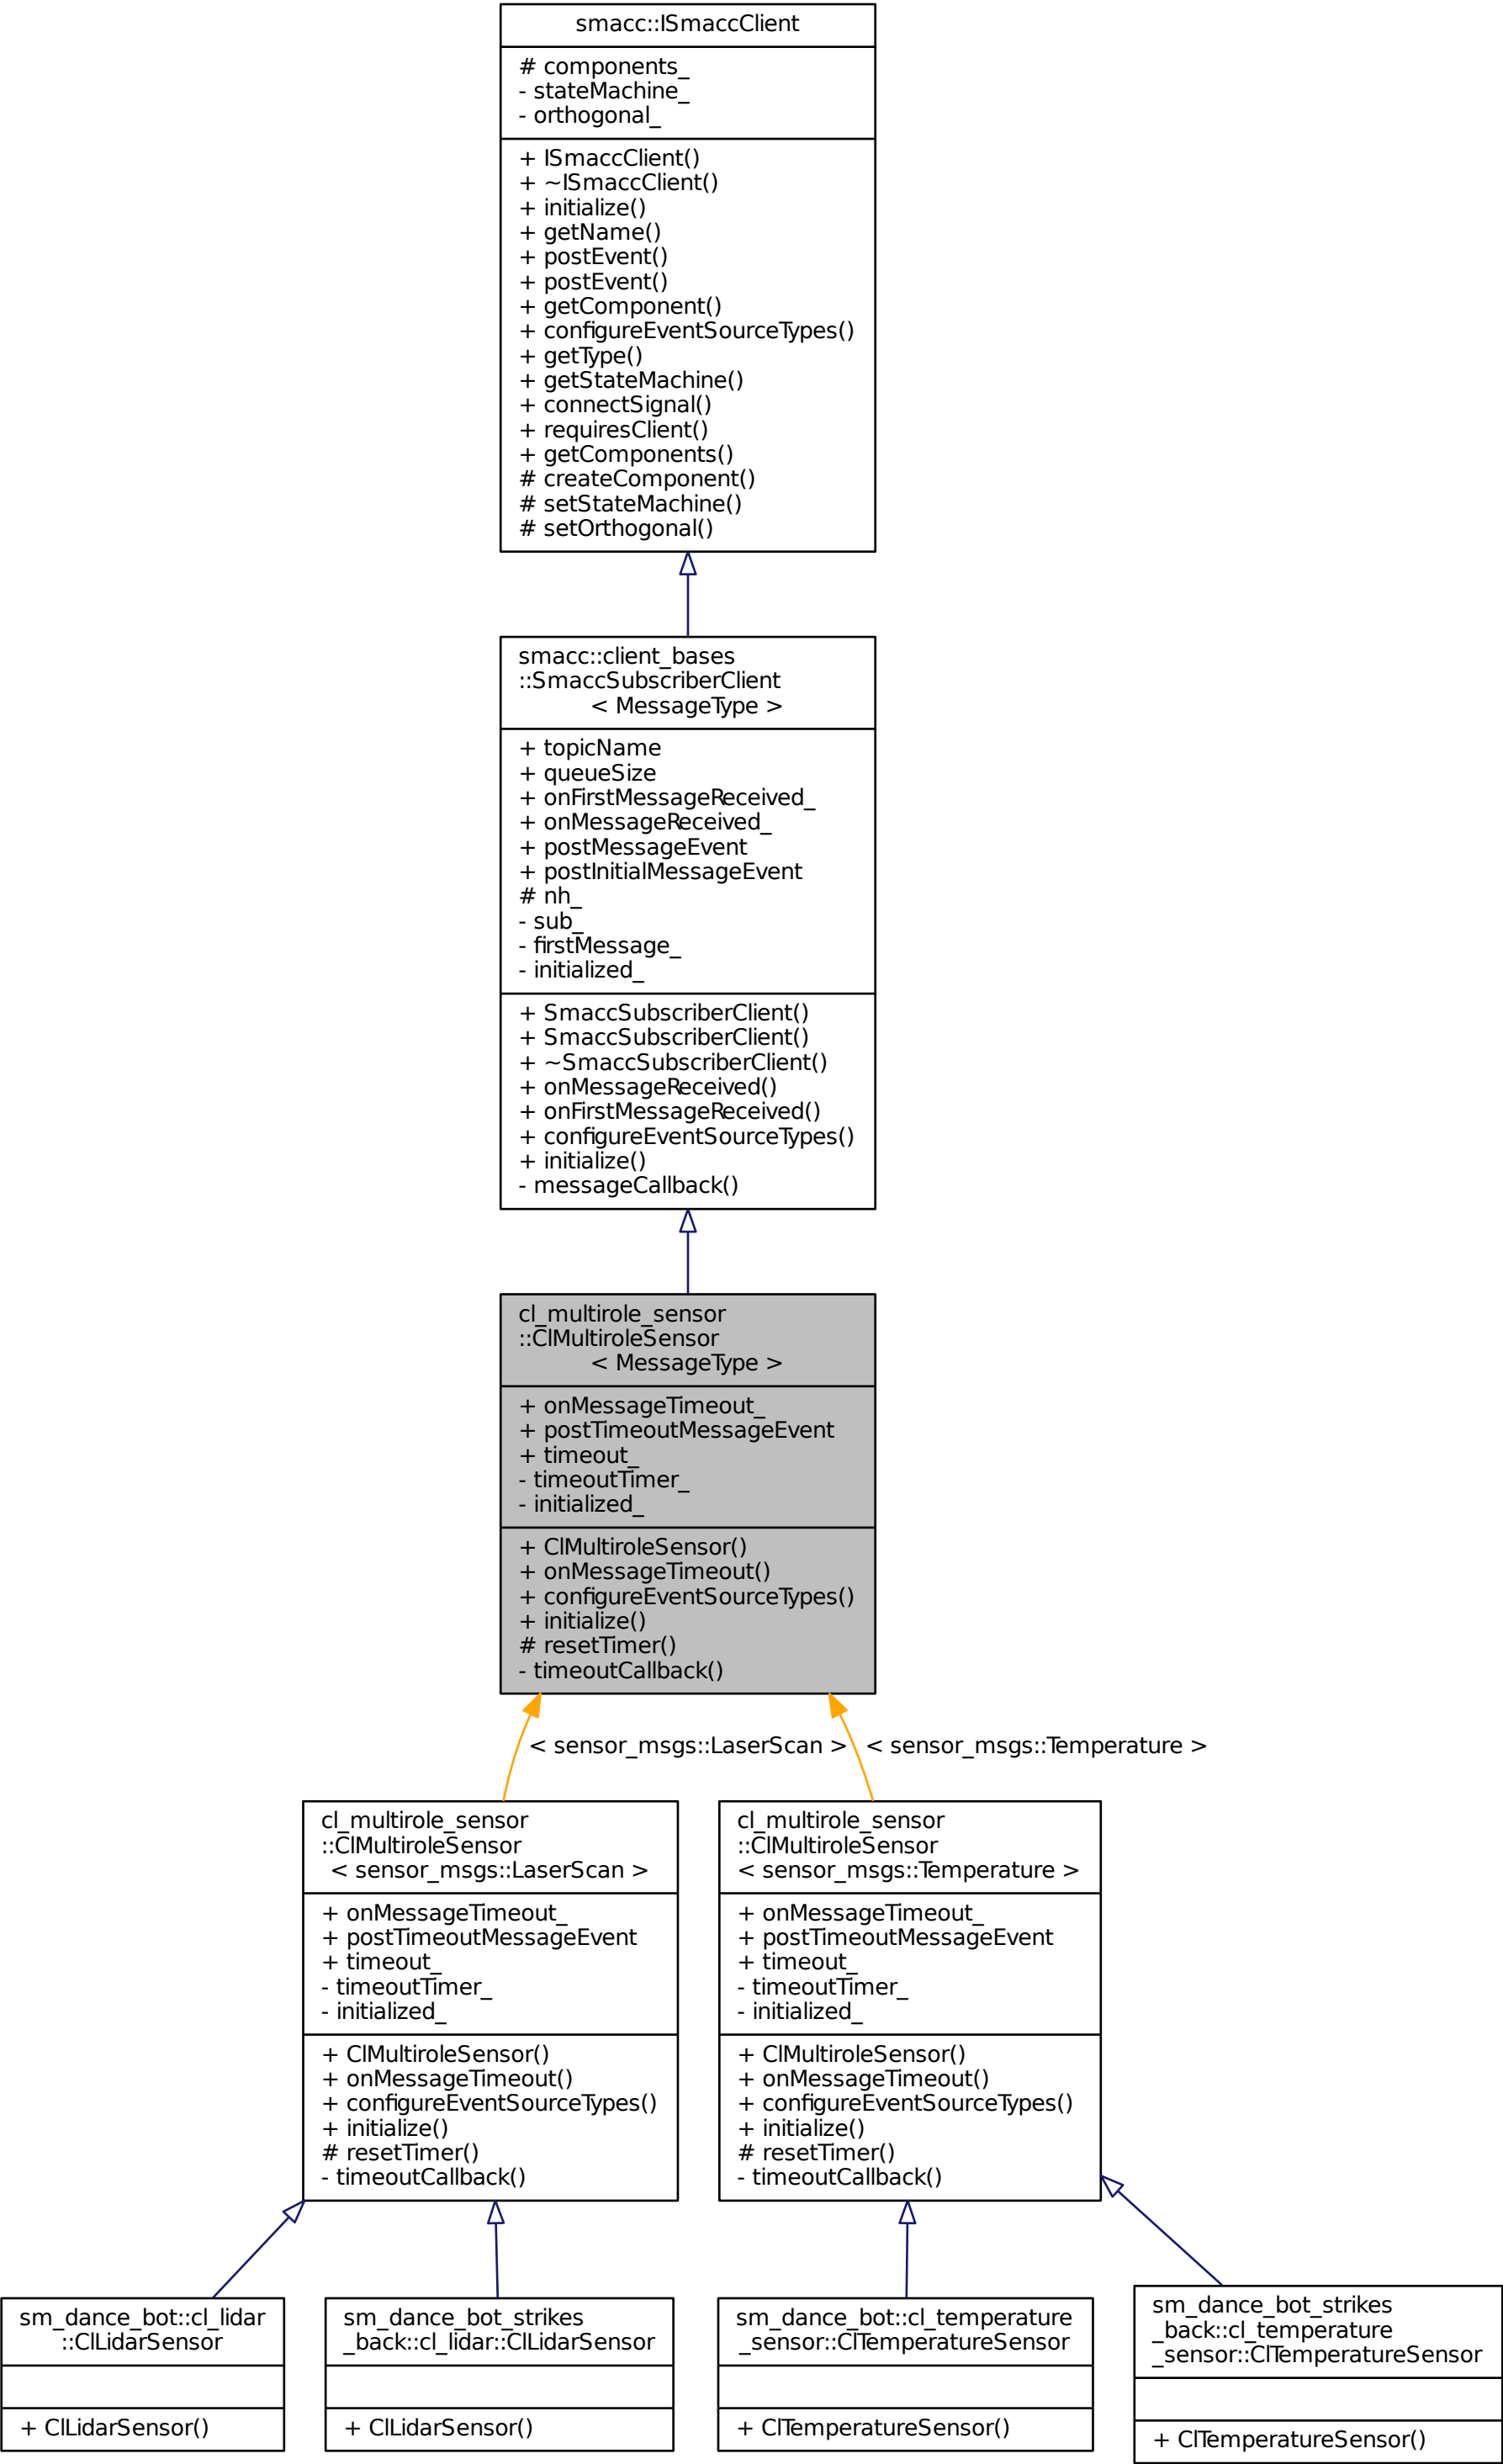 smacc::ISmaccClient
# components_
- stateMachine_
- orthogonal_
+ ISmaccClient()
+ ~ISmaccClient()
+ initialize()
+ getName()
+ postEvent()
+ postEvent()
+ getComponent()
+ configureEventSourceTypes()
+ getType()
+ getStateMachine()
+ connectSignal()
+ requiresClient()
+ getComponents()
# createComponent()
# setStateMachine()
# setOrthogonal()
smacc::client_bases
::SmaccSubscriberClient
< MessageType >
+ topicName
+ queueSize
+ onFirstMessageReceived_
+ onMessageReceived_
+ postMessageEvent
+ postInitialMessageEvent
# nh_
- sub_
- firstMessage_
- initialized_
+ SmaccSubscriberClient()
+ SmaccSubscriberClient()
+ ~SmaccSubscriberClient()
+ onMessageReceived()
+ onFirstMessageReceived()
+ configureEventSourceTypes()
+ initialize()
- messageCallback()
cl_multirole_sensor
::ClMultiroleSensor
< MessageType >
+ onMessageTimeout_
+ postTimeoutMessageEvent
+ timeout_
- timeoutTimer_
- initialized_
+ ClMultiroleSensor()
+ onMessageTimeout()
+ configureEventSourceTypes()
+ initialize()
# resetTimer()
- timeoutCallback()
< sensor_msgs::LaserScan >
< sensor_msgs::Temperature >
cl_multirole_sensor
::ClMultiroleSensor
< sensor_msgs::LaserScan >
+ onMessageTimeout_
+ postTimeoutMessageEvent
+ timeout_
- timeoutTimer_
- initialized_
+ ClMultiroleSensor()
+ onMessageTimeout()
+ configureEventSourceTypes()
+ initialize()
# resetTimer()
- timeoutCallback()
cl_multirole_sensor
::ClMultiroleSensor
< sensor_msgs::Temperature >
+ onMessageTimeout_
+ postTimeoutMessageEvent
+ timeout_
- timeoutTimer_
- initialized_
+ ClMultiroleSensor()
+ onMessageTimeout()
+ configureEventSourceTypes()
+ initialize()
# resetTimer()
- timeoutCallback()
sm_dance_bot::cl_lidar
::ClLidarSensor
+ ClLidarSensor()
sm_dance_bot_strikes
_back::cl_lidar::ClLidarSensor
+ ClLidarSensor()
sm_dance_bot::cl_temperature
_sensor::ClTemperatureSensor
+ ClTemperatureSensor()
sm_dance_bot_strikes
_back::cl_temperature
_sensor::ClTemperatureSensor
+ ClTemperatureSensor()